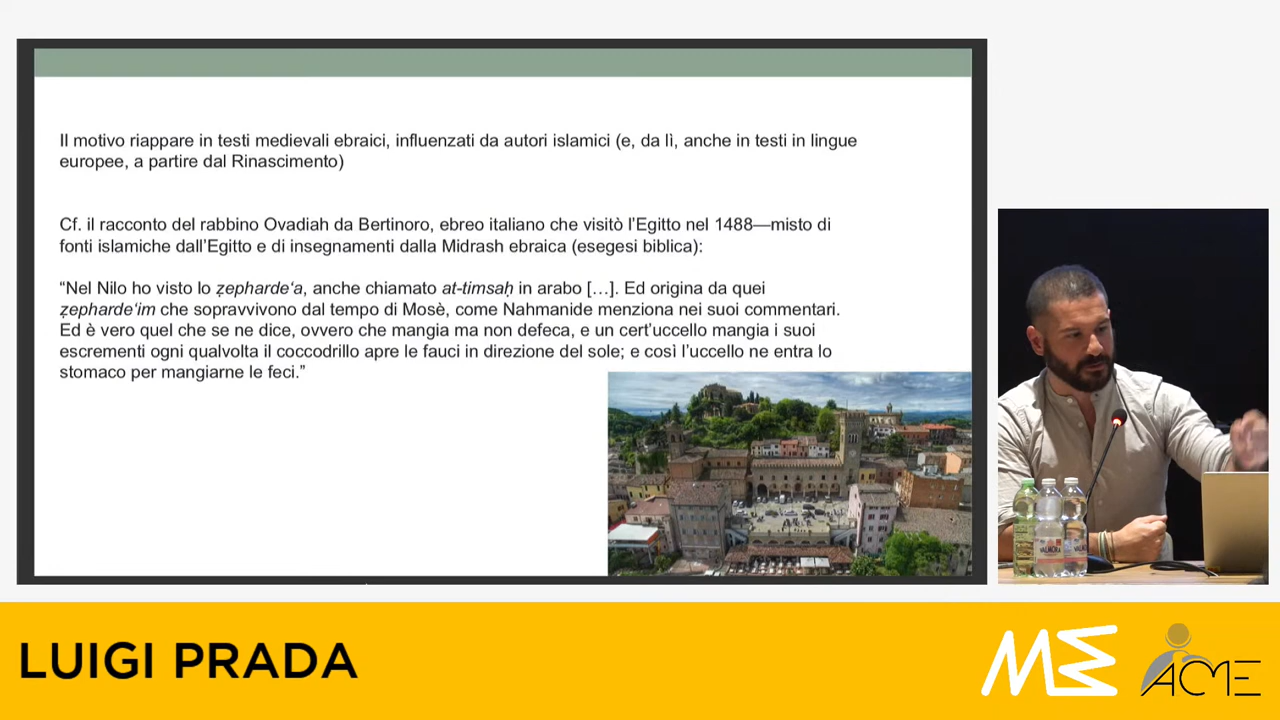 Il motivo riappare in testi medievali ebraici, influenzati da autori islamici (e, da lì, anche in testi in lingue
europee, a partire dal Rinascimento)
Cf. il racconto del rabbino Ovadiah da Bertinoro, ebreo italiano che visitò l’Egitto nel 1488—misto di
fonti islamiche dall’Egitto e di insegnamenti dalla Midrash ebraica (esegesi biblica):
“Nel Nilo ho visto lo ẓepharde‘a, anche chiamato at-timsaḥ in arabo […]. Ed origina da quei
ẓepharde‘im che sopravvivono dal tempo di Mosè, come Nahmanide menziona nei suoi commentari.
Ed è vero quel che se ne dice, ovvero che mangia ma non defeca, e un cert’uccello mangia i suoi
escrementi ogni qualvolta il coccodrillo apre le fauci in direzione del sole; e così l’uccello ne entra lo
stomaco per mangiarne le feci.”
VALMORA
LUIGI PRADA
ME
ACME